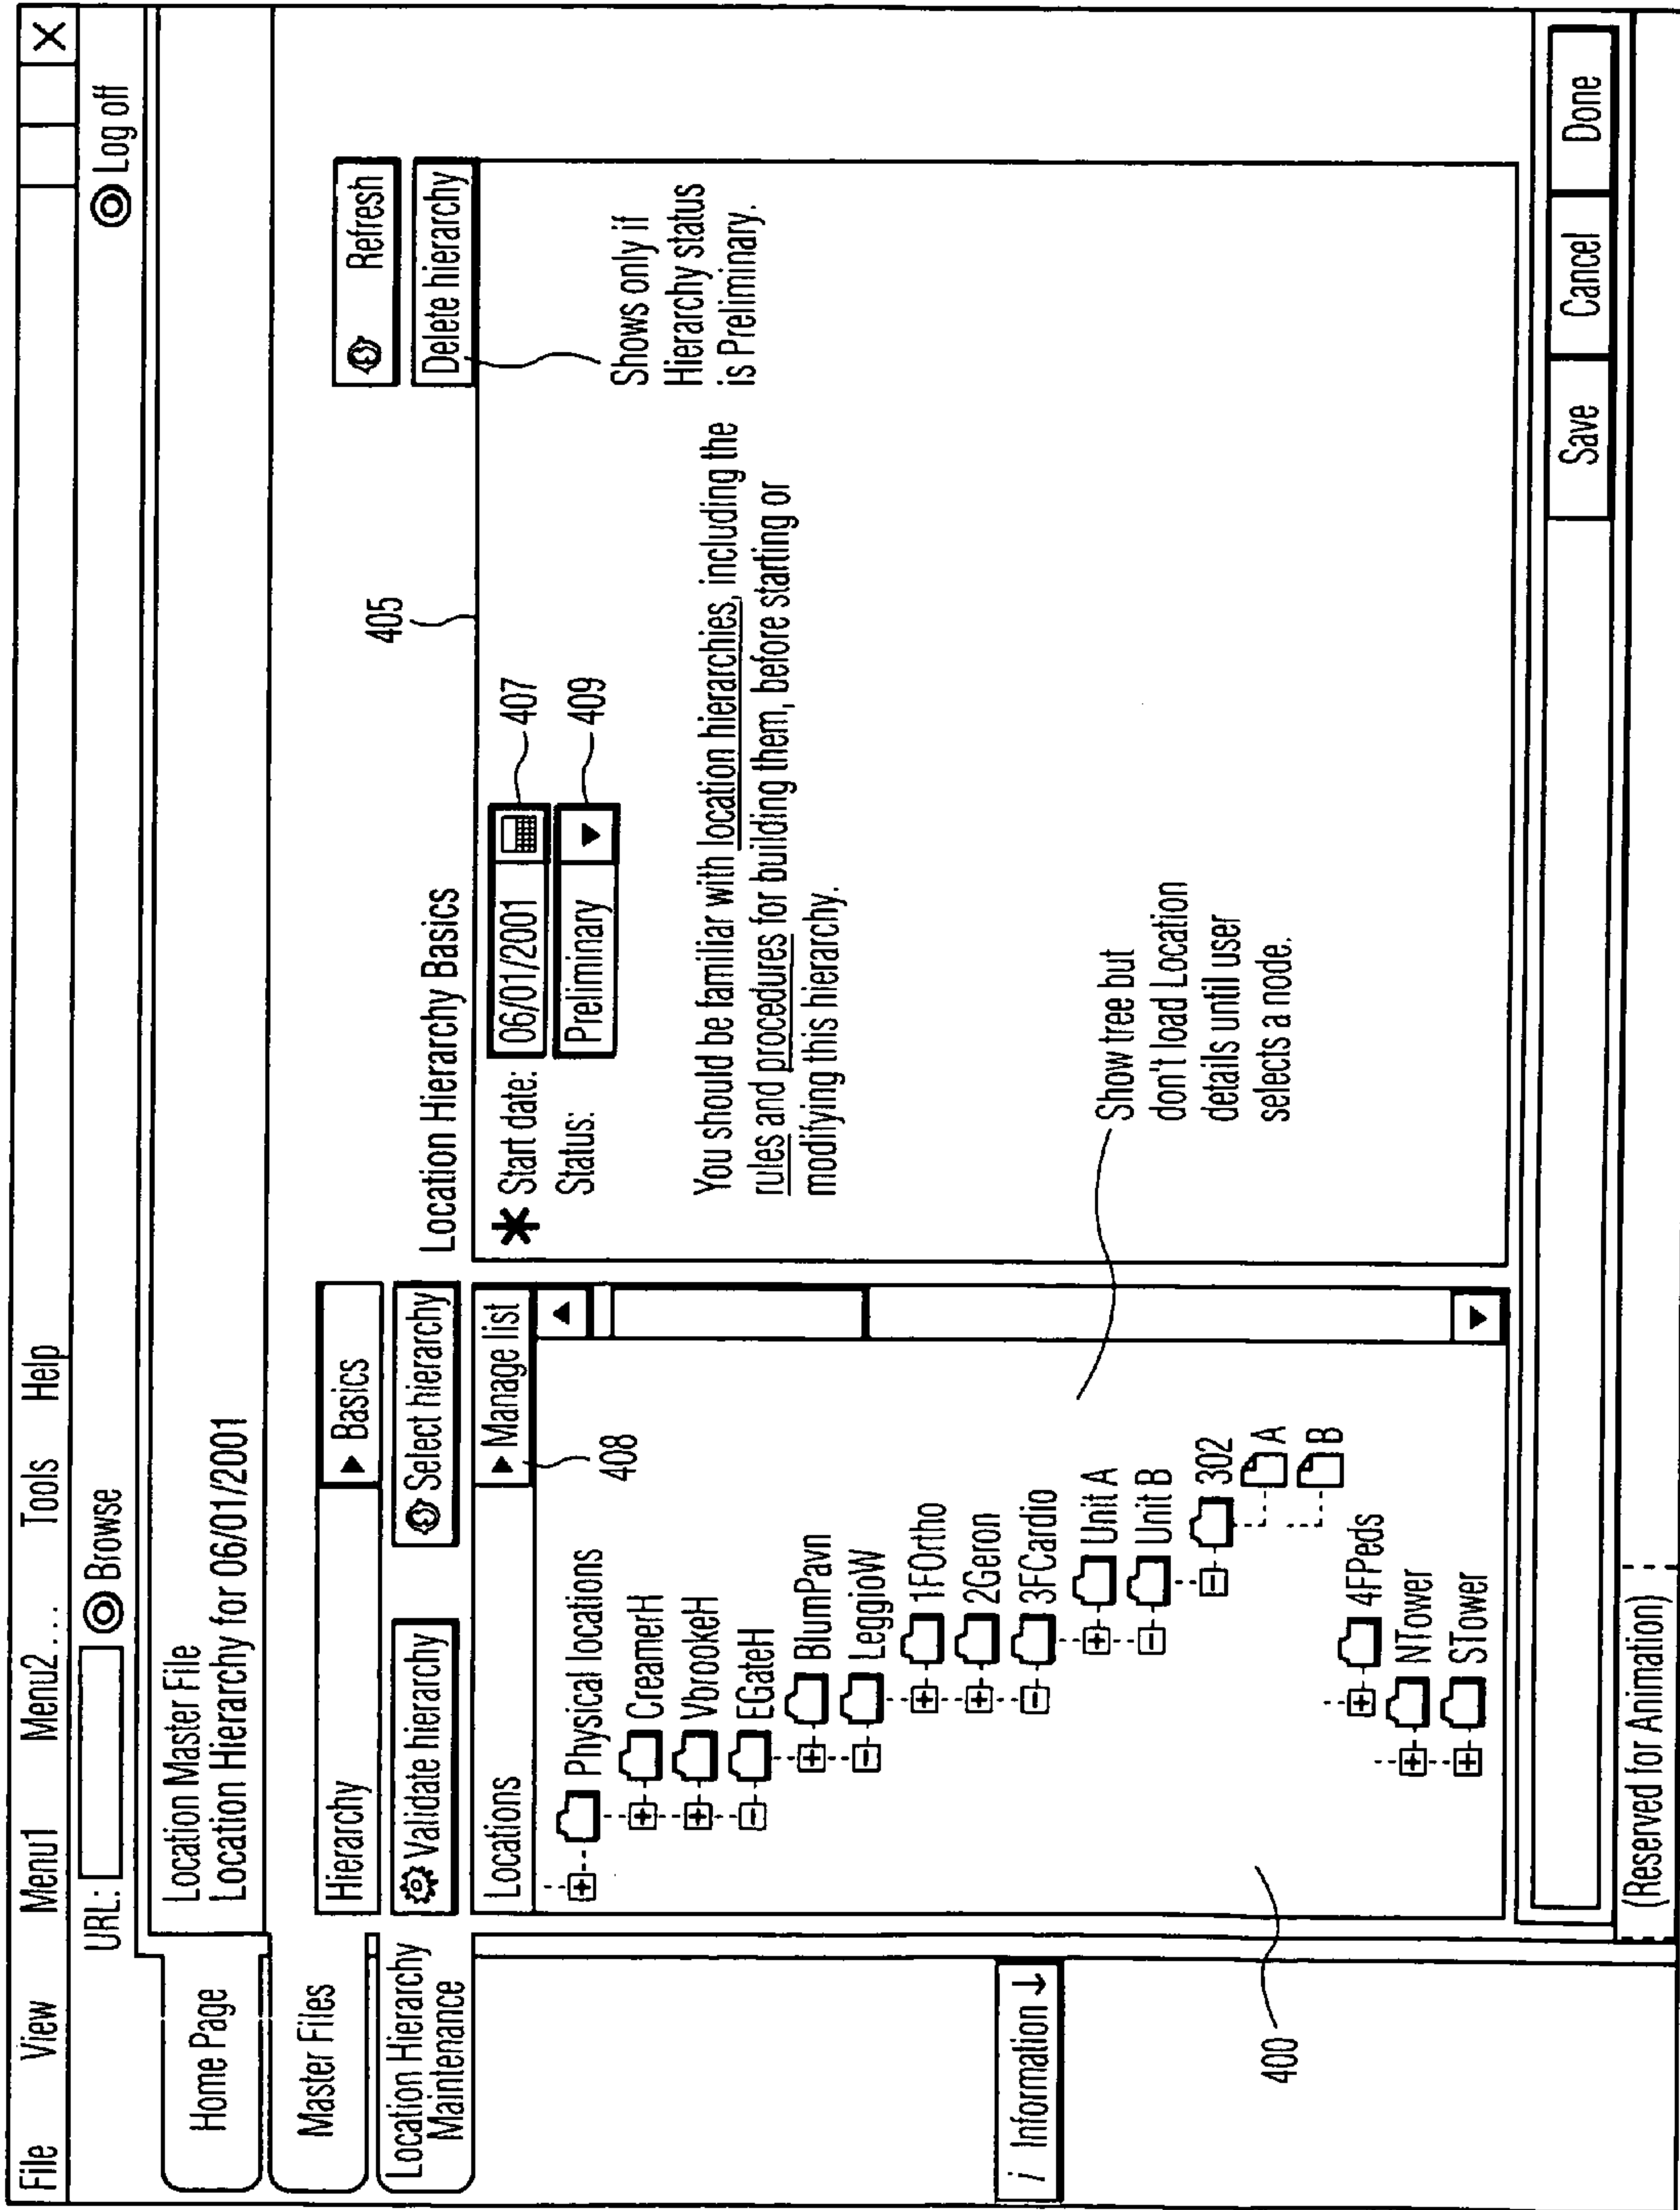 File View Menu1 Menu2... Tools Help X
URL: Browse Log off
Home Page
Master Files
Location Hierarchy
Maintenance
i Information
Location Master File
Location Hierarchy for 06/01/2001
Hierarchy Basics
Validate hierarchy Select hierarchy
Locations Manage list
408
Physical locations
CreamerH
VbrookeH
EGateH
BlumPavn
LeggioW
1FOrtho
2Geron
3FCardio
Unit A
Unit B
302
A
B
4FPeds
NTower
STower
400
Refresh
Location Hierarchy Basics
405
Delete hierarchy
Start date: 06/01/2001 407
Status: Preliminary 409
Shows only if
Hierarchy status
is Preliminary.
You should be familiar with location hierarchies, including the
rules and procedures for building them, before starting or
modifying this hierarchy.
Show tree but
don't load Location
details until user
selects a node.
Save Cancel Done
(Reserved for Animation)